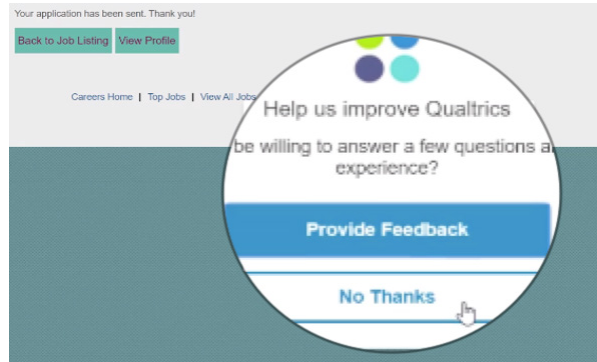 Your application has been sent. Thank you!
Back to Job Listing View Profile
Careers Home | Top Jobs | View All Jobs
Help us improve Qualtrics
be willing to answer a few questions
experience?
Provide Feedback
No Thanks